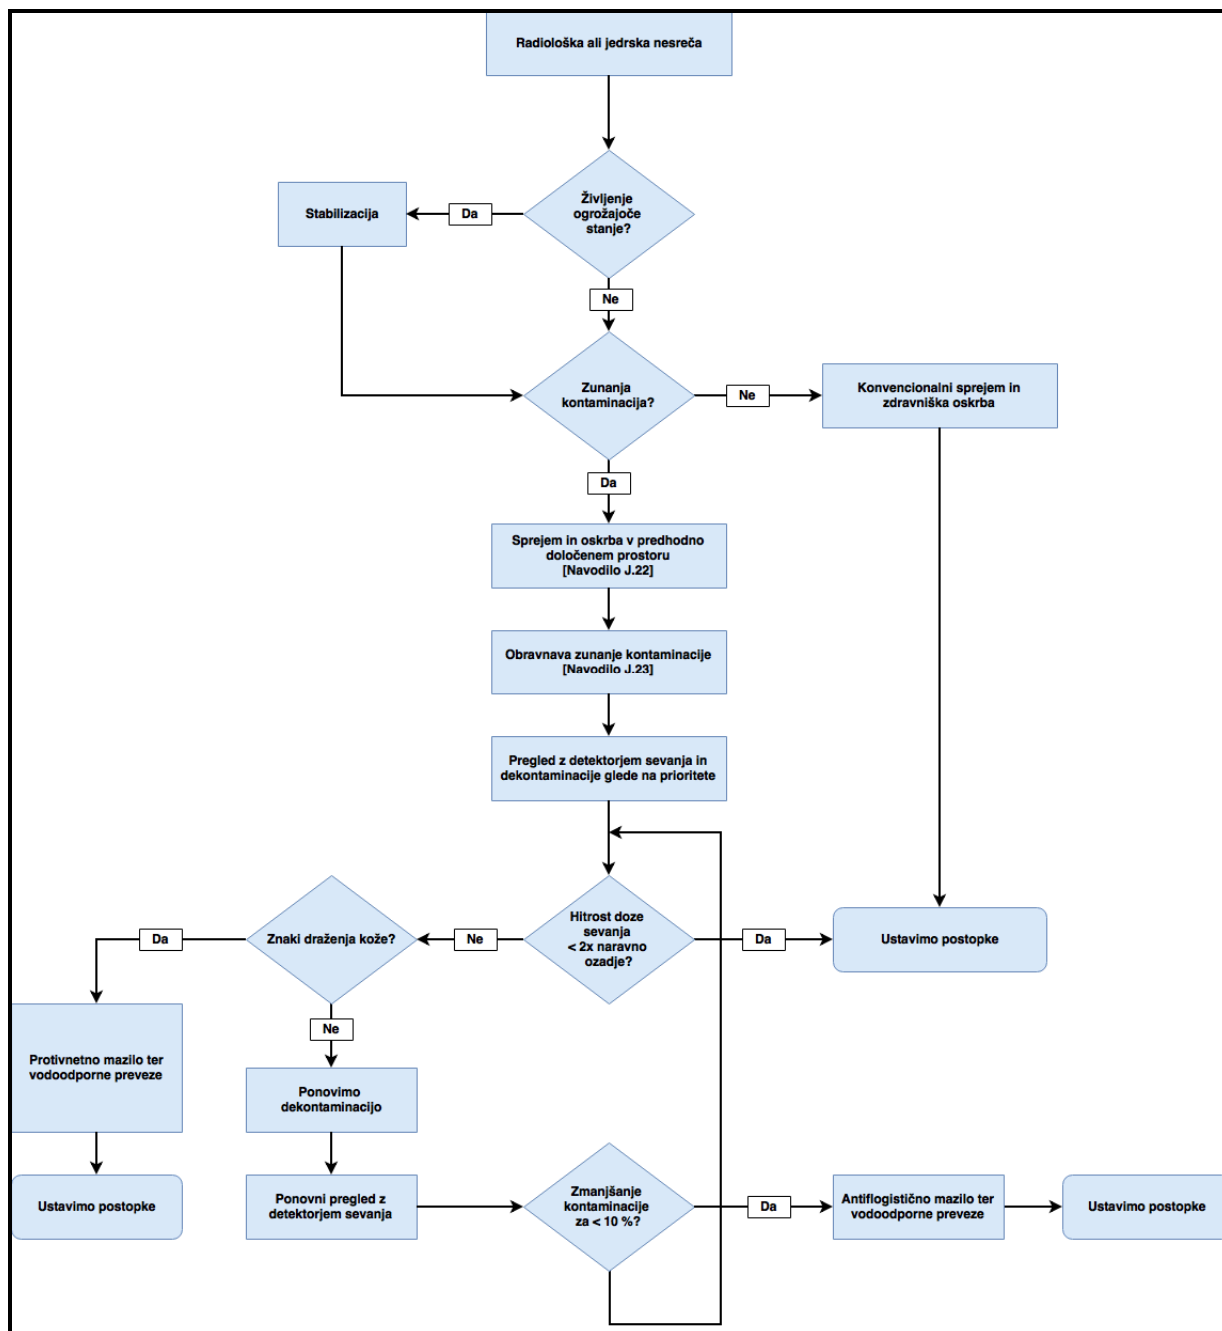 Radiološka ali jedrska nesreča
Življenje
ogrožajoče
stanje?
Da
Stabilizacija
Ne
Zunanja
kontaminacija?
Ne
Konvencionalni sprejem in
zdravniška oskrba
Da
Sprejem in oskrba v predhodno
določenem prostoru
[Navodilo J.22]
Obravnava zunanje kontaminacije
[Navodilo J.23]
Pregled z detektorjem sevanja in
dekontaminacije glede na prioritete
Hitrost doze
sevanja
< 2x naravno
ozadje?
Da
Ustavimo postopke
Ne
Znaki draženja kože?
Da
Protivnetno mazilo ter
vodoodporne preveze
Ustavimo postopke
Ne
Ponovimo
dekontaminacijo
Ponovni pregled z
detektorjem sevanja
Zmanjšanje
kontaminacije
za < 10 %?
Da
Antiflogistično mazilo ter
vodoodporne preveze
Ustavimo postopke